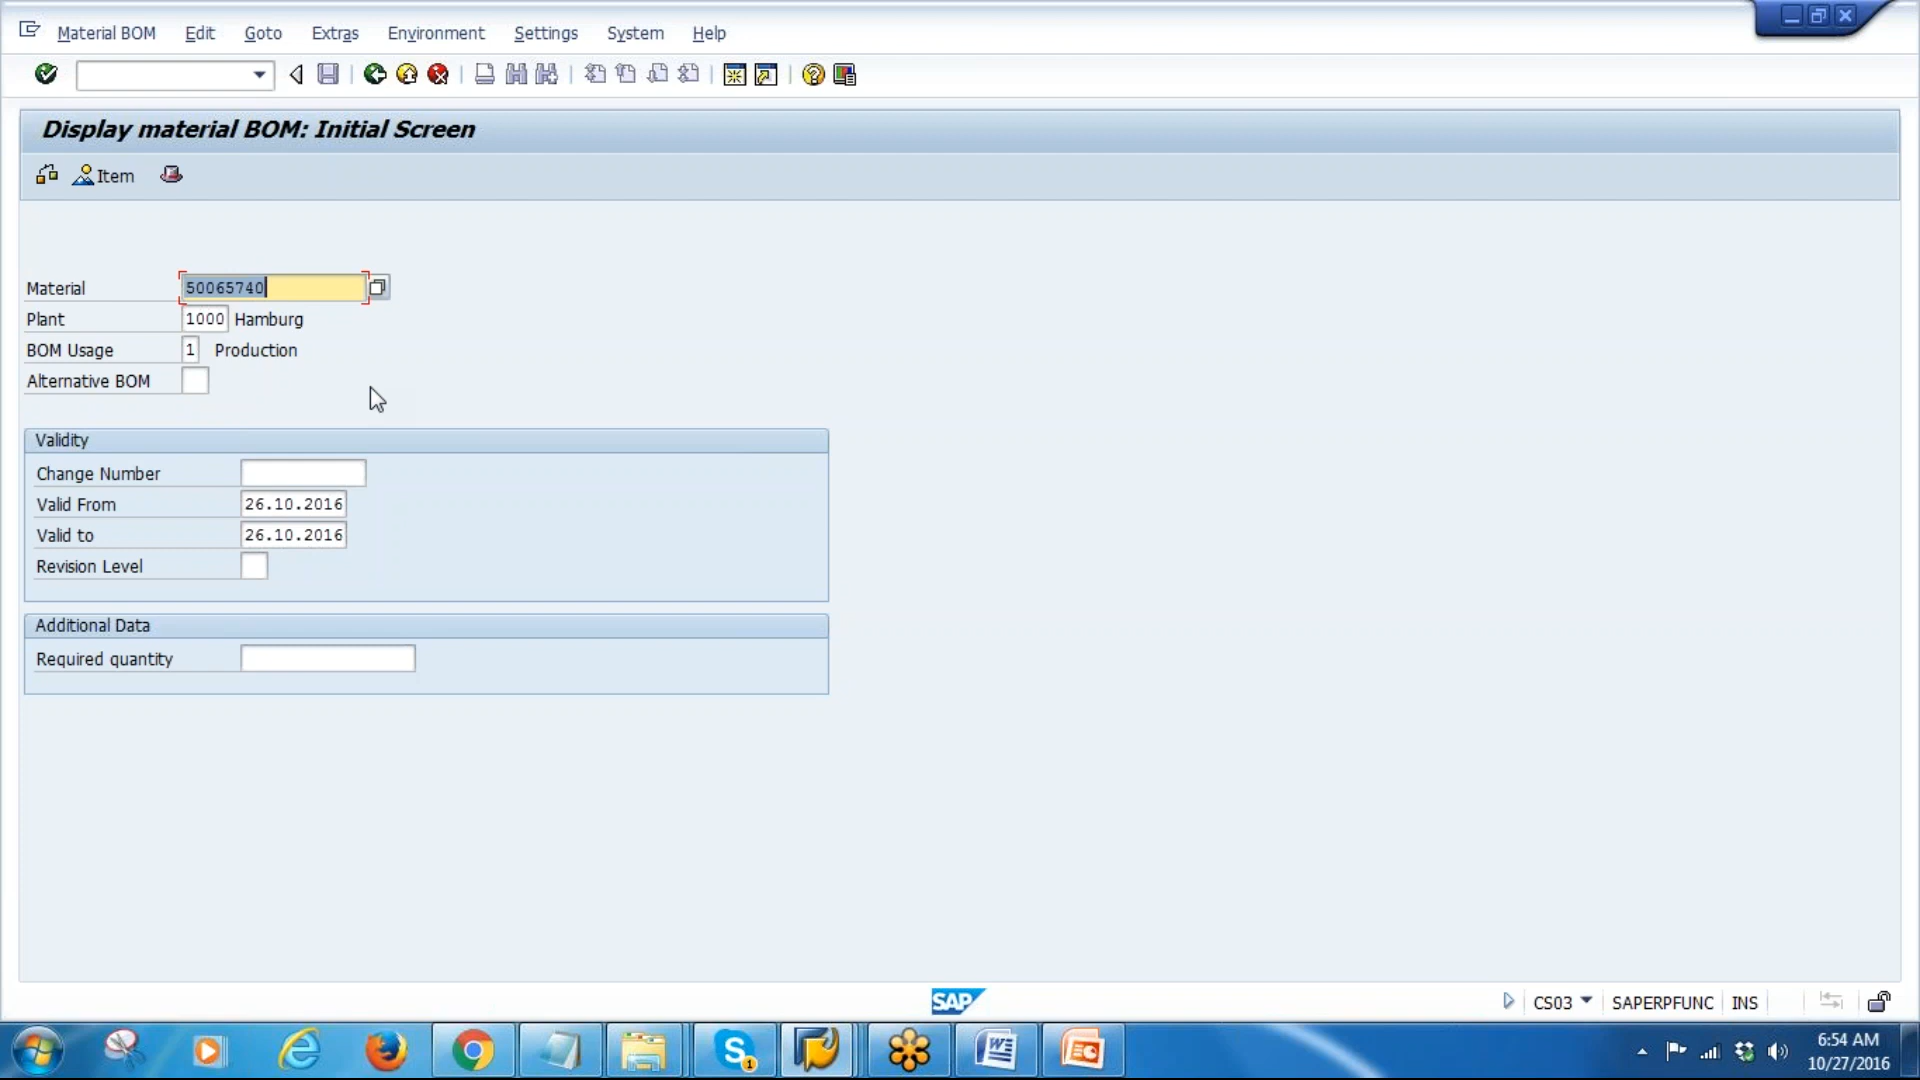 Material BOM Edit Goto Extras Environment Settings System Help
Display material BOM: Initial Screen
Item
Material 50065740
Plant 1000 Hamburg
BOM Usage 1 Production
Alternative BOM
Validity
Change Number
Valid From 26.10.2016
Valid to 26.10.2016
Revision Level
Additional Data
Required quantity
SAP CS03 SAPERPFUNC INS
6:54 AM
10/27/2016